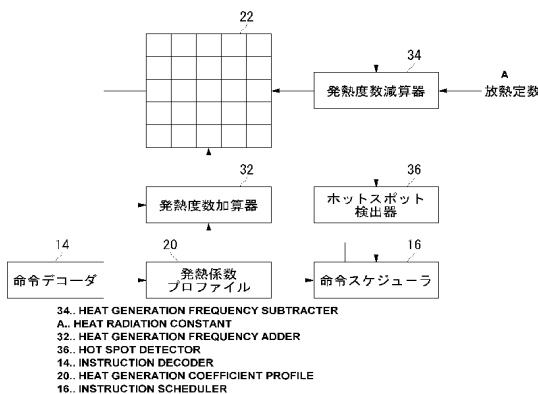 22
34
発熱度数減算器
A
放熱定数
32
発熱度数加算器
36
ホットスポット
検出器
14
命令デコーダ
20
発熱係数
プロファイル
16
命令スケジューラ
34.. HEAT GENERATION FREQUENCY SUBTRACTER
A.. HEAT RADIATION CONSTANT
32.. HEAT GENERATION FREQUENCY ADDER
36.. HOT SPOT DETECTOR
14.. INSTRUCTION DECODER
20.. HEAT GENERATION COEFFICIENT PROFILE
16.. INSTRUCTION SCHEDULER